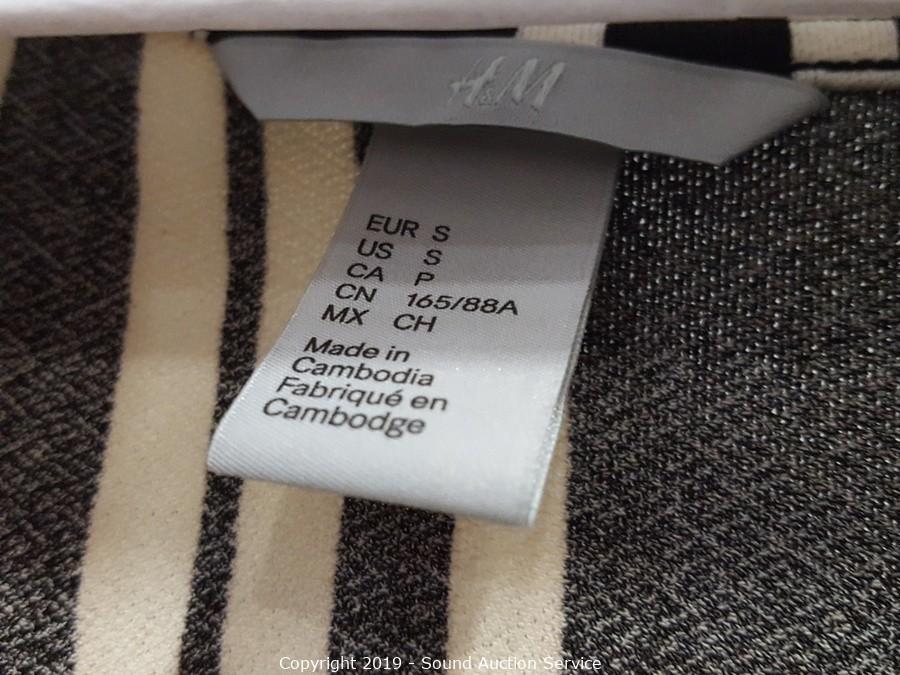 H&M
EUR S
US S
CA P
CN 165/88A
MX CH
Made in
Cambodia
Fabriqué en
Cambodge
Copyright 2019 - Sound Auction Service